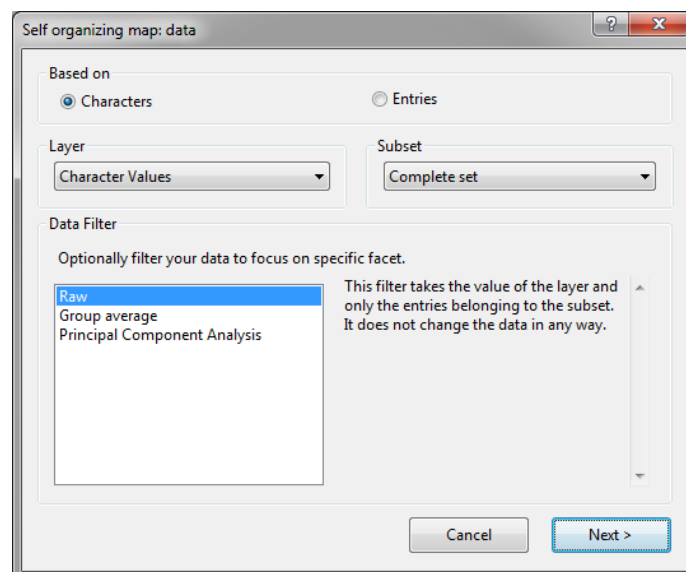 Self organizing map: data
?
X
Based on
Characters
Entries
Layer
Subset
Character Values
Complete set
Data Filter
Optionally filter your data to focus on specific facet.
Raw
Group average
Principal Component Analysis
This filter takes the value of the layer and
only the entries belonging to the subset.
It does not change the data in any way.
Cancel
Next >